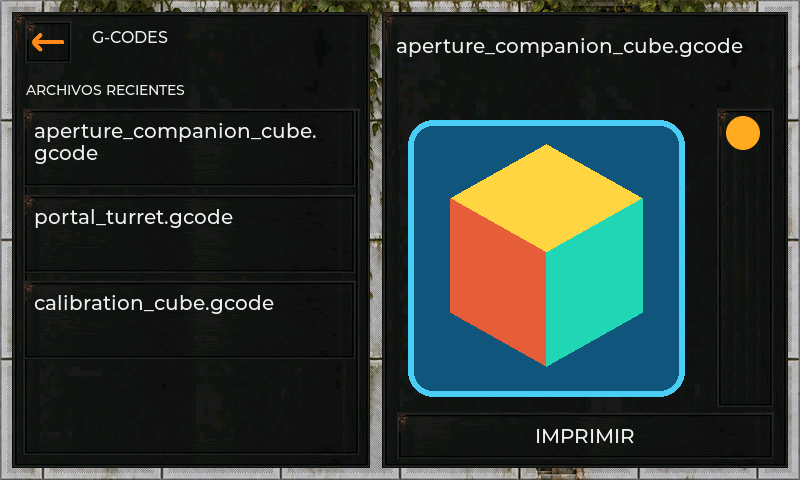 G-CODES
ARCHIVOS RECIENTES
aperture_companion_cube.
gcode
portal_turret.gcode
calibration_cube.gcode
aperture_companion_cube.gcode
IMPRIMIR